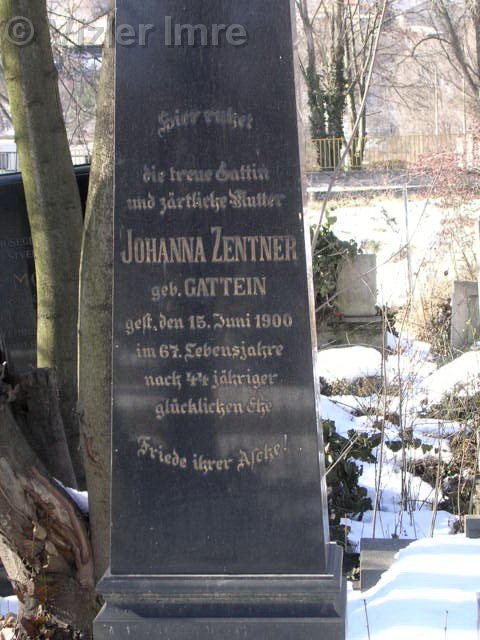 Kizler Imre
Hier ruhet
die treue Gattin
und zärtliche Mutter
JOHANNA ZENTNER
geb. GATTEIN
gest. den 15. Juni 1900
im 67. Lebensjahre
nach 44 jähriger
glücklichen Ehe
Friede ihrer Asche!